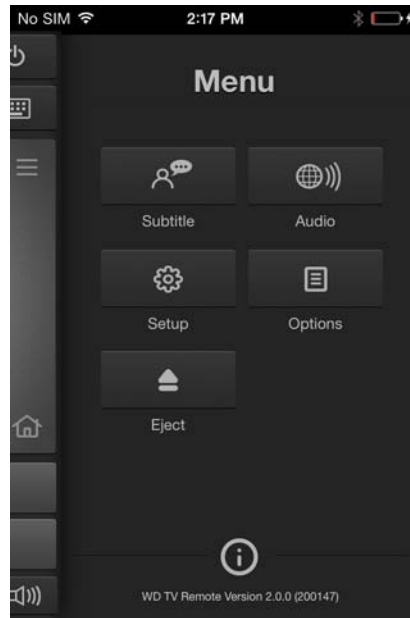 No SIM 2:17 PM
Menu
Subtitle Audio
Setup Options
Eject
WD TV Remote Version 2.0.0 (200147)